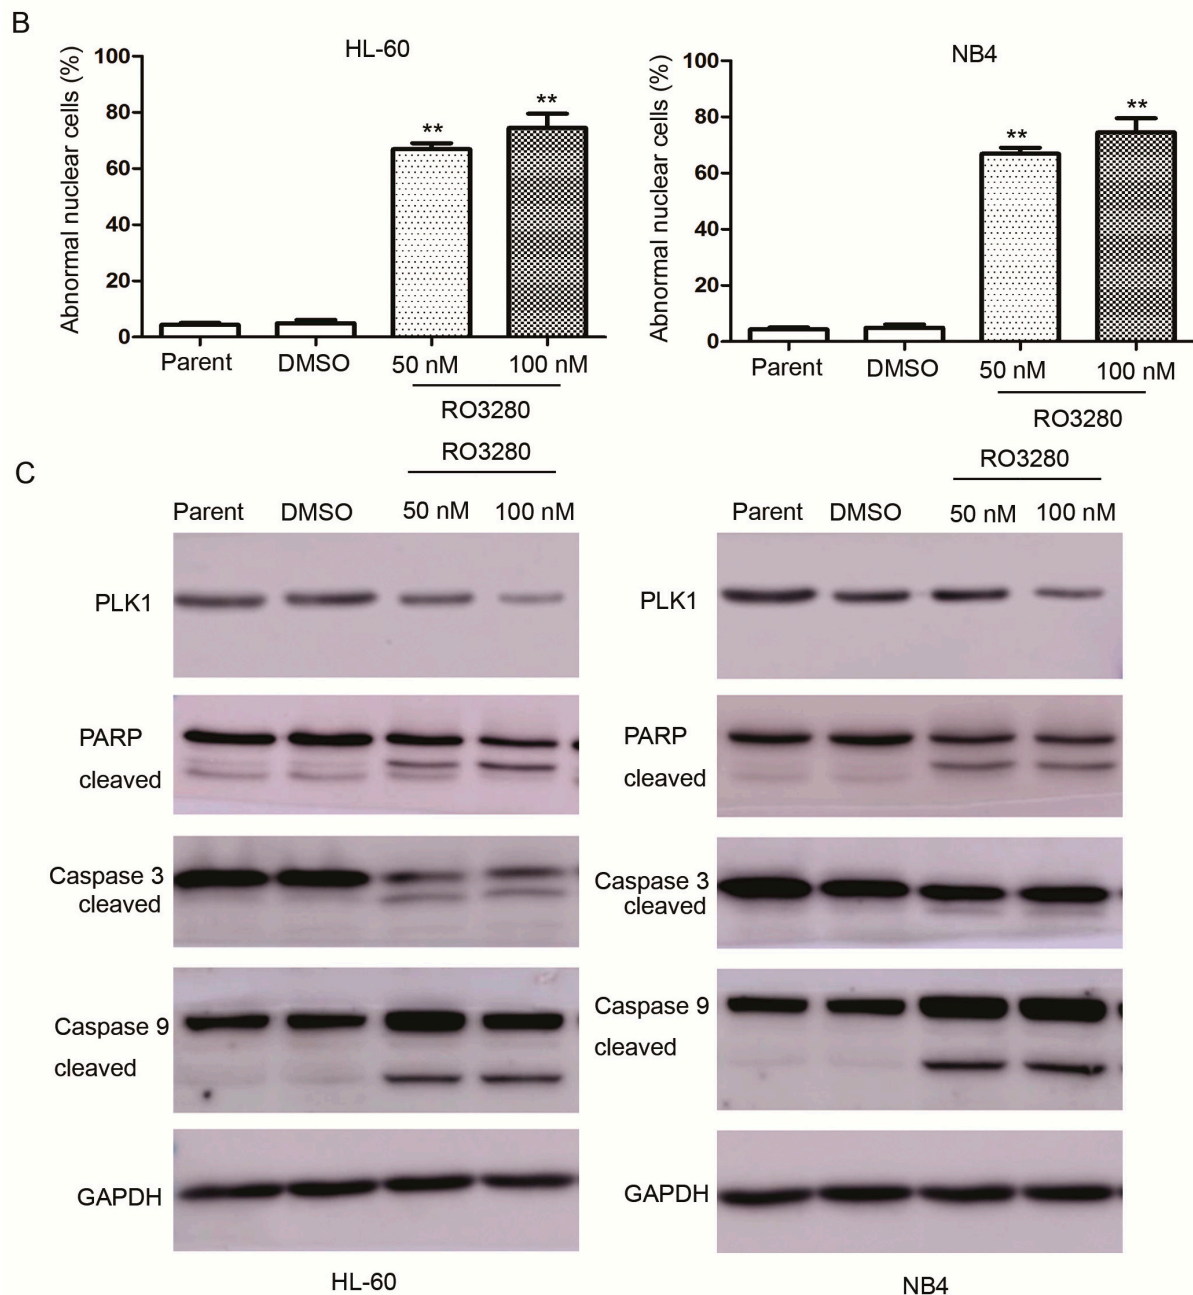 B
HL-60
Abnormal nuclear cells (%)
100
80
60
40
20
0
**
**
Parent DMSO 50 nM 100 nM
RO3280
NB4
Abnormal nuclear cells (%)
100
80
60
40
20
0
**
**
Parent DMSO 50 nM 100 nM
RO3280
C
RO3280
Parent DMSO 50 nM 100 nM
PLK1
PARP
cleaved
Caspase 3
cleaved
Caspase 9
cleaved
GAPDH
HL-60
RO3280
Parent DMSO 50 nM 100 nM
PLK1
PARP
cleaved
Caspase 3
cleaved
Caspase 9
cleaved
GAPDH
NB4